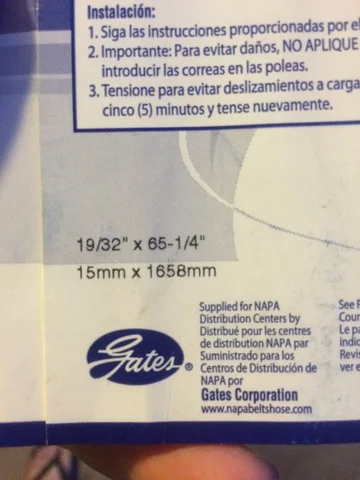 Instalación:
1. Siga las instrucciones proporcionadas por el
2. Importante: Para evitar daños, NO APLIQUE
introducir las correas en las poleas.
3. Tensione para evitar deslizamientos a carga
cinco (5) minutos y tense nuevamente.
19/32" x 65-1/4"
15mm x 1658mm
Supplied for NAPA
Distribution Centers by
Distribué pour les centres
de distribution NAPA par
Suministrado para los
Centros de Distribución de
NAPA por
Gates Corporation
www.napabeltshose.com
Gates®
See
Le
ver